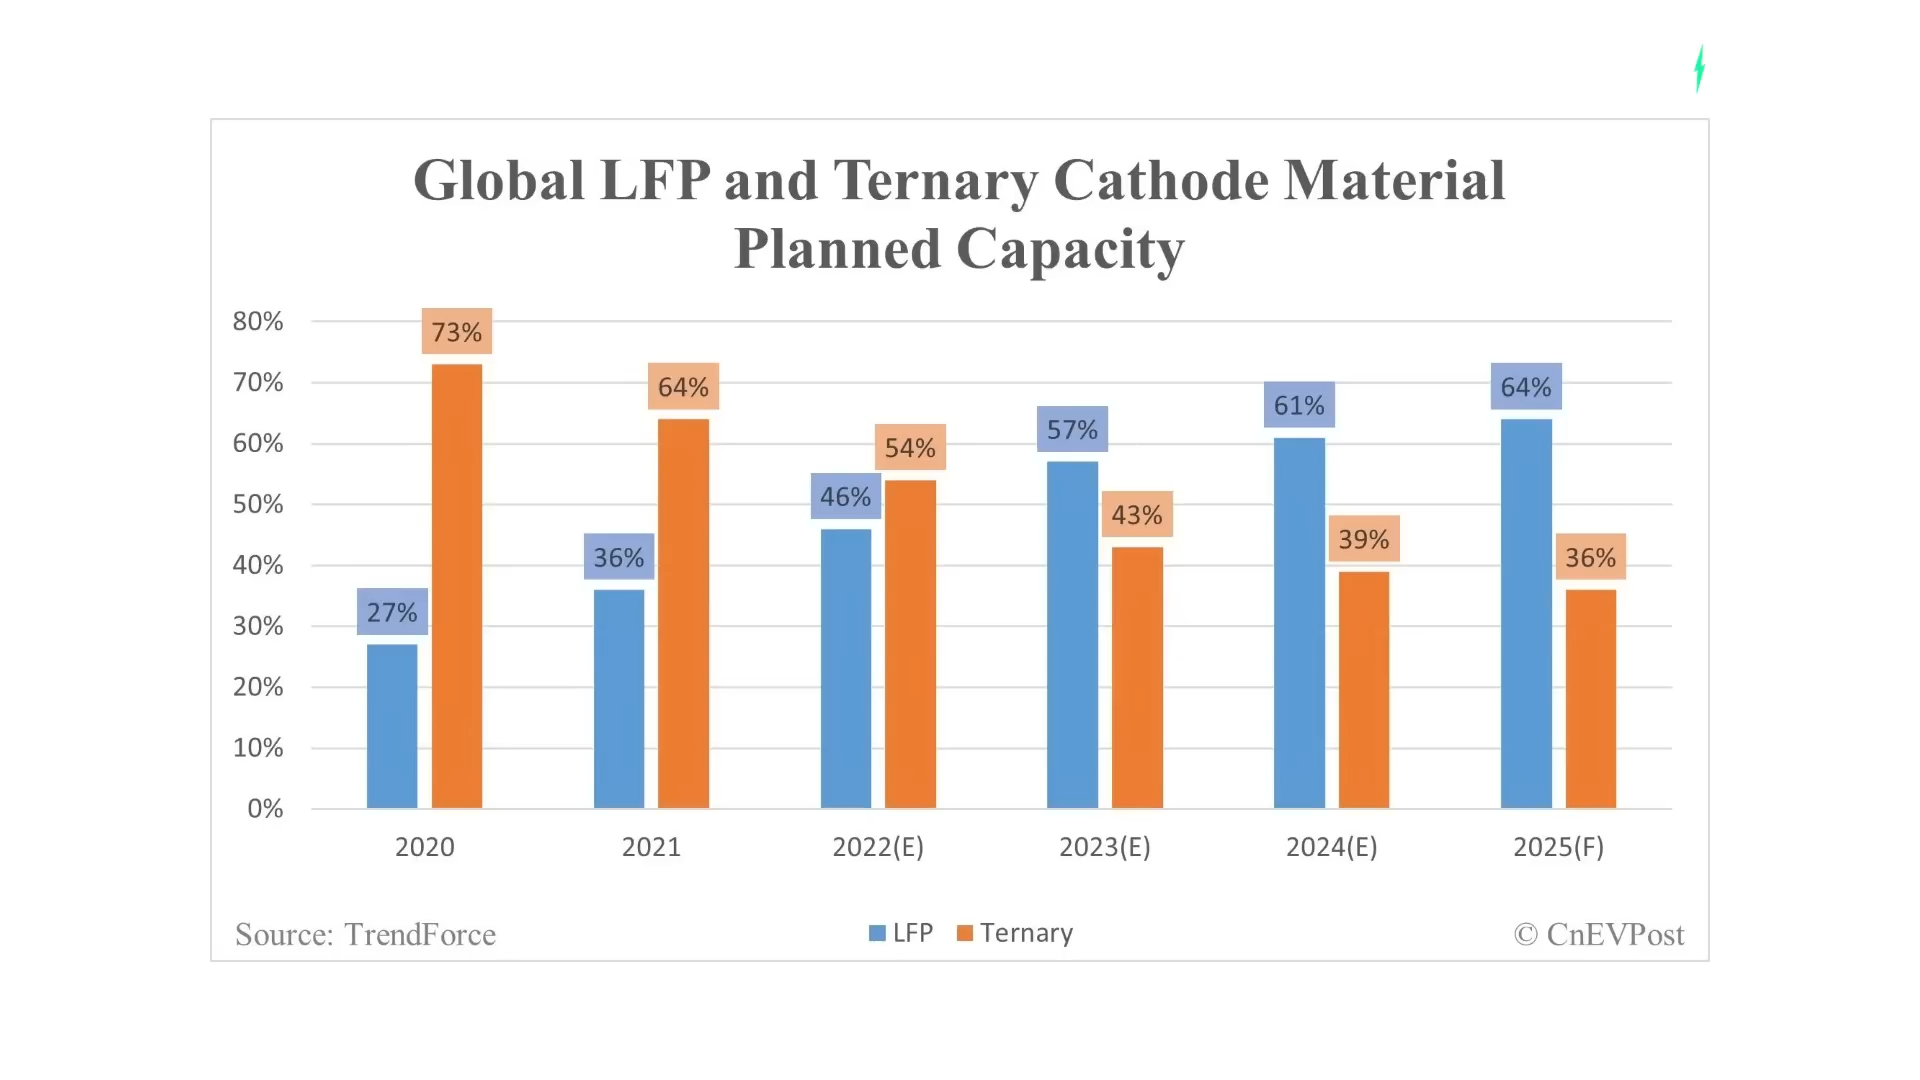 Global LFP and Ternary Cathode Material
Planned Capacity
80%
70%
60%
50%
40%
30%
20%
10%
0%
27%
73%
36%
64%
46%
54%
57%
43%
61%
39%
64%
36%
2020
2021
2022(E)
2023(E)
2024(E)
2025(F)
Source: TrendForce
LFP
Ternary
© CnEVPost